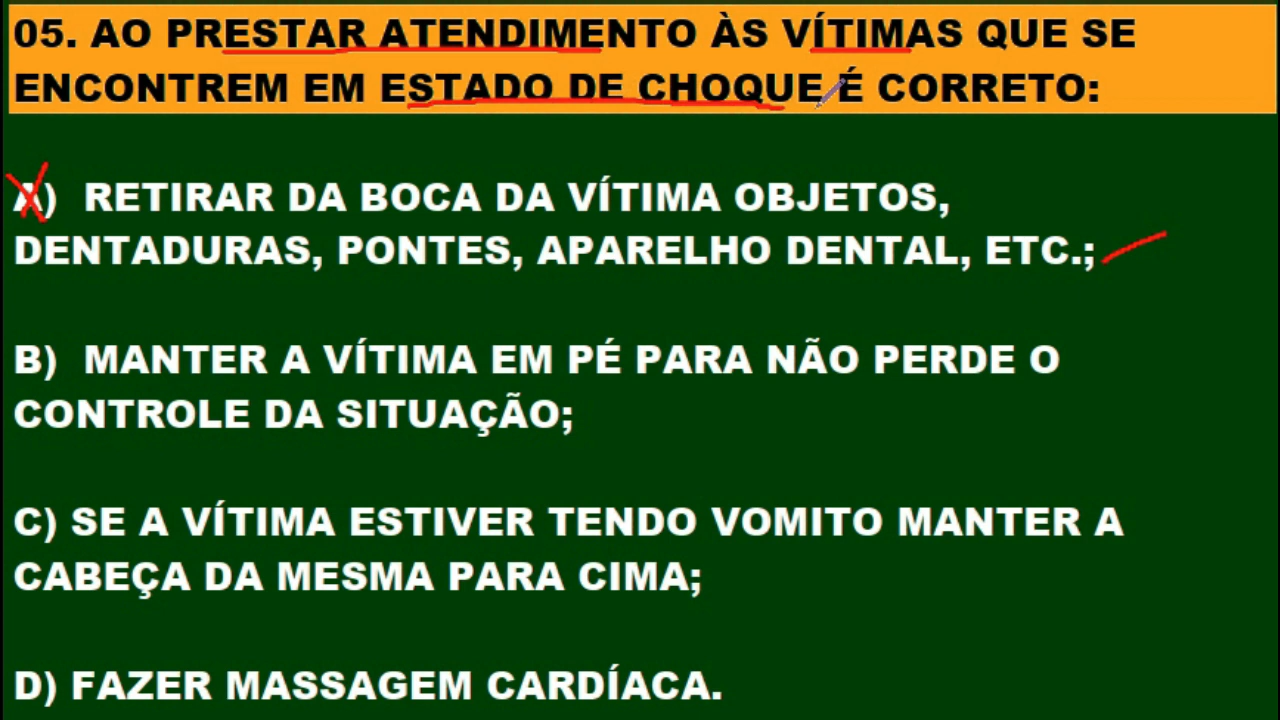 05. AO PRESTAR ATENDIMENTO ÀS VÍTIMAS QUE SE
ENCONTREM EM ESTADO DE CHOQUE É CORRETO:
A) RETIRAR DA BOCA DA VÍTIMA OBJETOS,
DENTADURAS, PONTES, APARELHO DENTAL, ETC.;
B) MANTER A VÍTIMA EM PÉ PARA NÃO PERDE O
CONTROLE DA SITUAÇÃO;
C) SE A VÍTIMA ESTIVER TENDO VOMITO MANTER A
CABEÇA DA MESMA PARA CIMA;
D) FAZER MASSAGEM CARDÍACA.